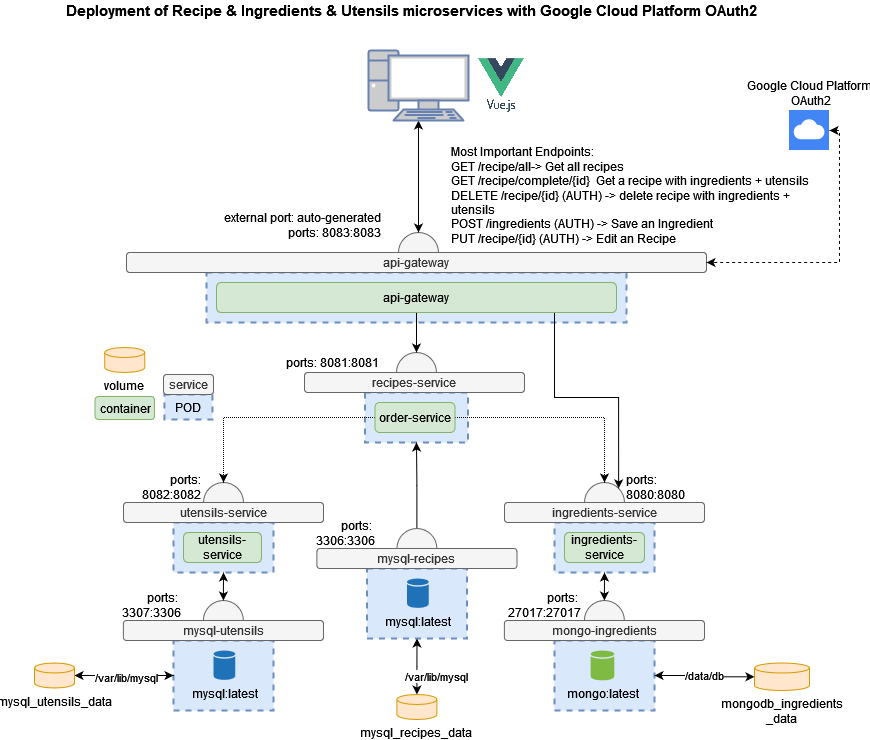 Deployment of Recipe & Ingredients & Utensils microservices with Google Cloud Platform OAuth2
Vue.js
Google Cloud Platform
OAuth2
Most Important Endpoints:
GET /recipe/all-> Get all recipes
GET /recipe/complete/{id}  Get a recipe with ingredients + utensils
DELETE /recipe/{id} (AUTH) -> delete recipe with ingredients +
utensils
POST /ingredients (AUTH) -> Save an Ingredient
PUT /recipe/{id} (AUTH) -> Edit an Recipe
external port: auto-generated
ports: 8083:8083
api-gateway
api-gateway
volume
service
container
POD
ports: 8081:8081
recipes-service
order-service
ports:
8082:8082
utensils-service
utensils-
service
ports:
3306:3306
mysql-recipes
mysql:latest
ports:
8080:8080
ingredients-service
ingredients-
service
ports:
3307:3306
mysql-utensils
mysql:latest
ports:
27017:27017
mongo-ingredients
mongo:latest
/var/lib/mysql
mysql_utensils_data
/var/lib/mysql
mysql_recipes_data
/data/db
mongodb_ingredients
_data